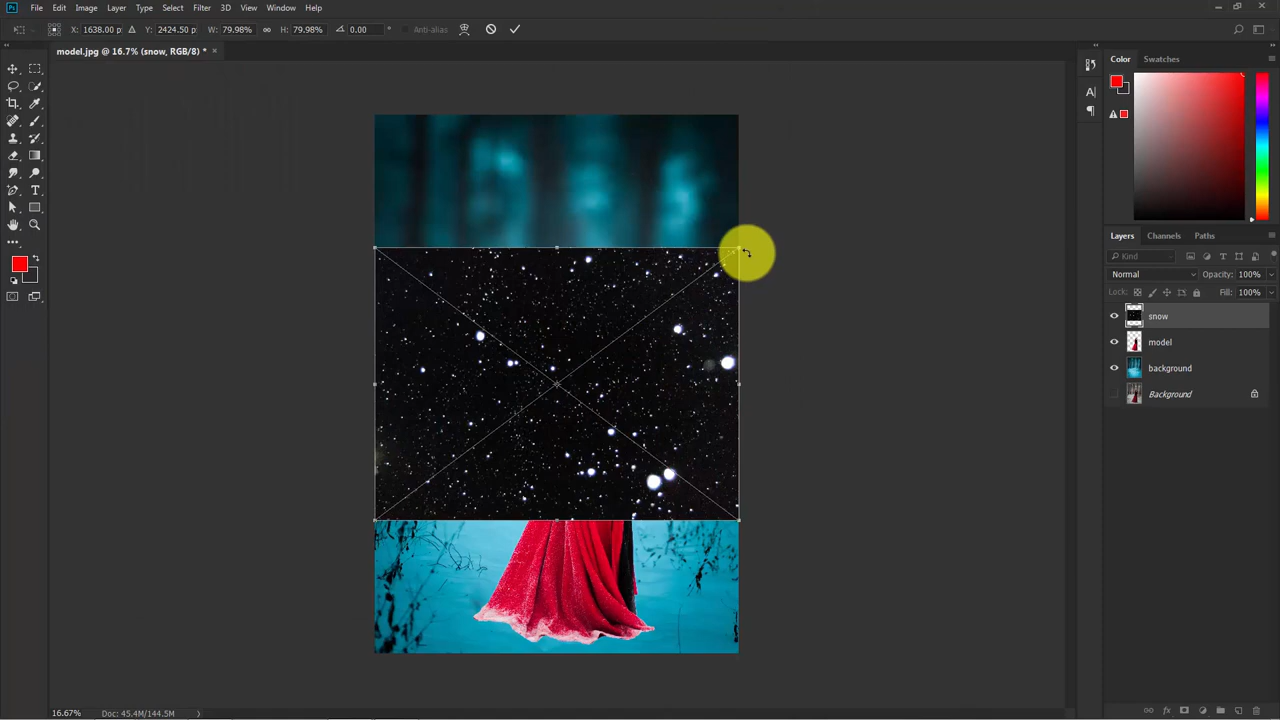 Ps File Edit Image Layer Type Select Filter 3D View Window Help
X: 1638.00 p Y: 2424.50 p W: 79.98% H: 79.98% 0.00 ° Anti-alias
model.jpg @ 16.7% (snow, RGB/8) * ×
Color Swatches
Layers Channels Paths
Kind
Normal Opacity: 100%
Lock: Fill: 100%
snow
model
background
Background
16.67% Doc: 45.4M/144.5M